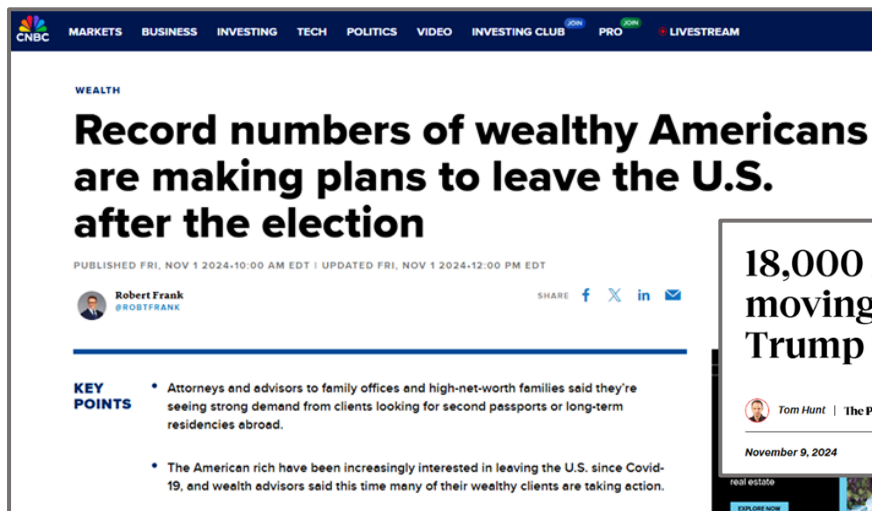 CNBC MARKETS BUSINESS INVESTING TECH POLITICS VIDEO INVESTING CLUB JOIN PRO JOIN LIVESTREAM
WEALTH
Record numbers of wealthy Americans
are making plans to leave the U.S.
after the election
PUBLISHED FRI, NOV 1 2024•10:00 AM EDT | UPDATED FRI, NOV 1 2024•12:00 PM EDT
Robert Frank
@ROBTFRANK
SHARE
KEY
POINTS
• Attorneys and advisors to family offices and high-net-worth families said they're
seeing strong demand from clients looking for second passports or long-term
residencies abroad.
• The American rich have been increasingly interested in leaving the U.S. since Covid-
19, and wealth advisors said this time many of their wealthy clients are taking action.
18,000
moving
Trump
Tom Hunt | The P
November 9, 2024
real estate
EXPLORE NOW